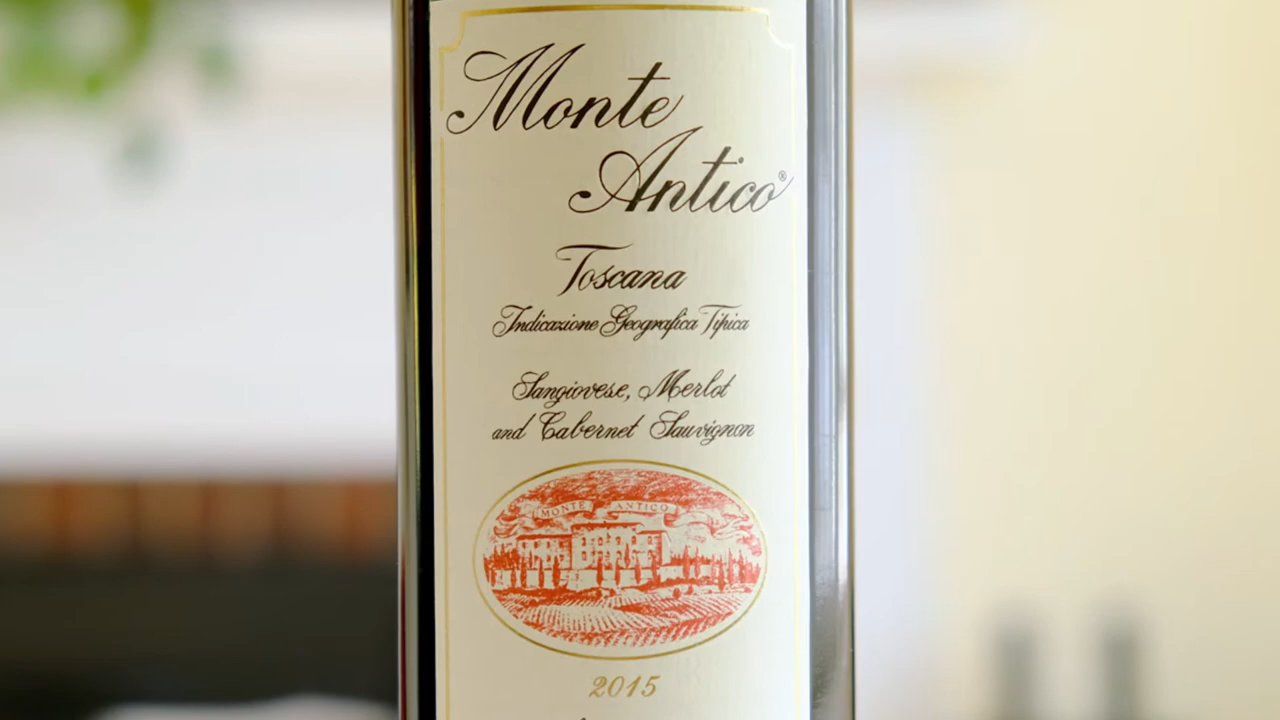 Monte
Antico®
Toscana
Indicazione Geografica Tipica
Sangiovese, Merlot
and Cabernet Sauvignon
MONTE ANTICO
2015